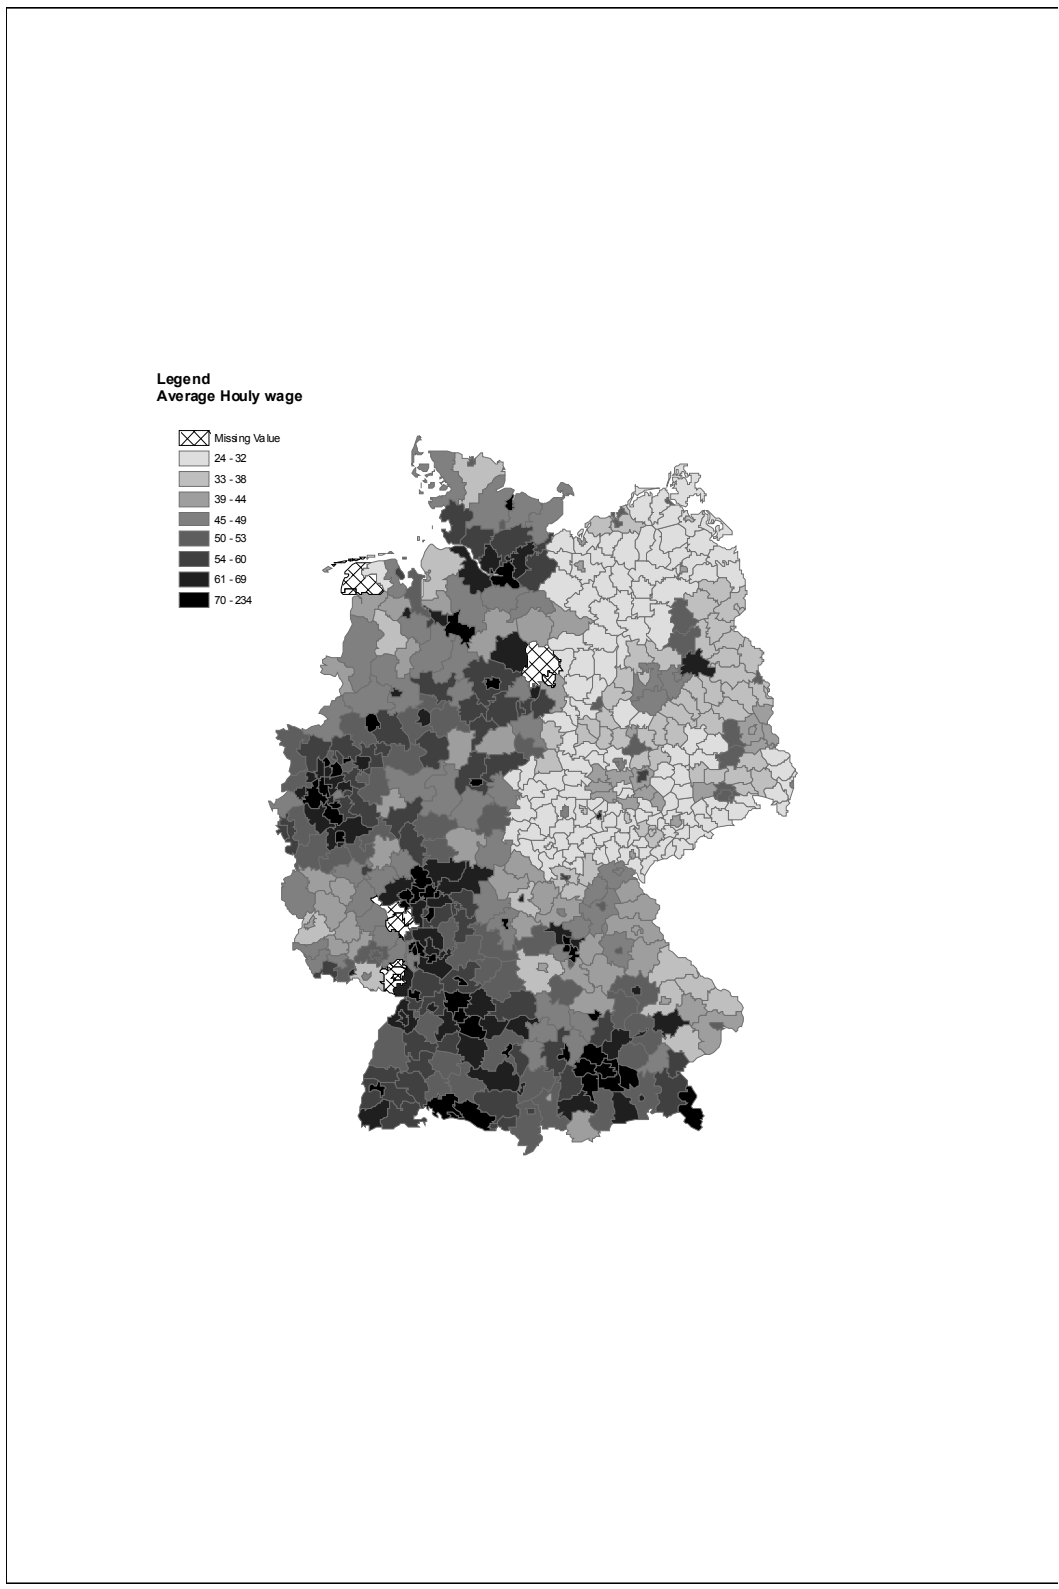 Legend
Average Houly wage
Missing Value
24 - 32
33 - 38
39 - 44
45 - 49
50 - 53
54 - 60
61 - 69
70 - 234